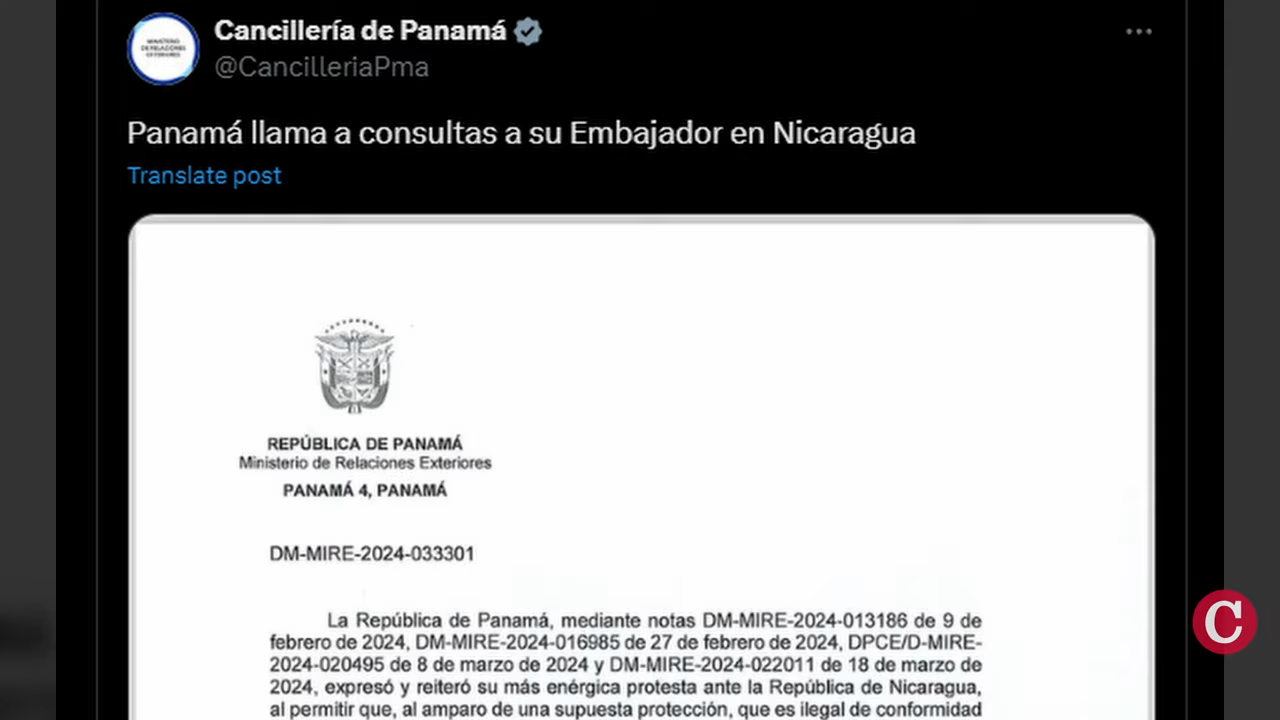 Cancillería de Panamá
@CancilleriaPma
Panamá llama a consultas a su Embajador en Nicaragua
Translate post
MINISTERIO
DE RELACIONES
EXTERIORES
REPÚBLICA DE PANAMÁ
Ministerio de Relaciones Exteriores
PANAMÁ 4, PANAMÁ
DM-MIRE-2024-033301
La República de Panamá, mediante notas DM-MIRE-2024-013186 de 9 de
febrero de 2024, DM-MIRE-2024-016985 de 27 de febrero de 2024, DPCE/D-MIRE-
2024-020495 de 8 de marzo de 2024 y DM-MIRE-2024-022011 de 18 de marzo de
2024, expresó y reiteró su más enérgica protesta ante la República de Nicaragua,
al permitir que, al amparo de una supuesta protección, que es ilegal de conformidad
C